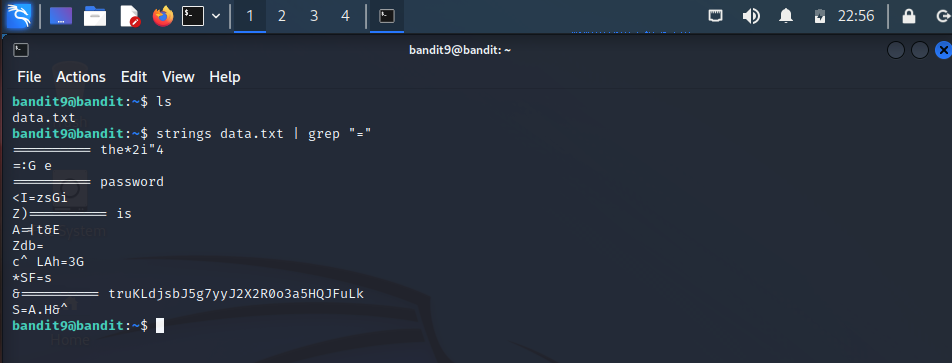 1 2 3 4 22:56
bandit9@bandit: ~
File Actions Edit View Help
bandit9@bandit:~$ ls
data.txt
bandit9@bandit:~$ strings data.txt | grep "="
========== the*2i"4
=:G e
========== password
<I=zsGi
Z)========== is
A=|t&E
Zdb=
c^ LAh=3G
*SF=s
&========== truKLdjsbJ5g7yyJ2X2R0o3a5HQJFuLk
S=A.H&^
bandit9@bandit:~$
Home